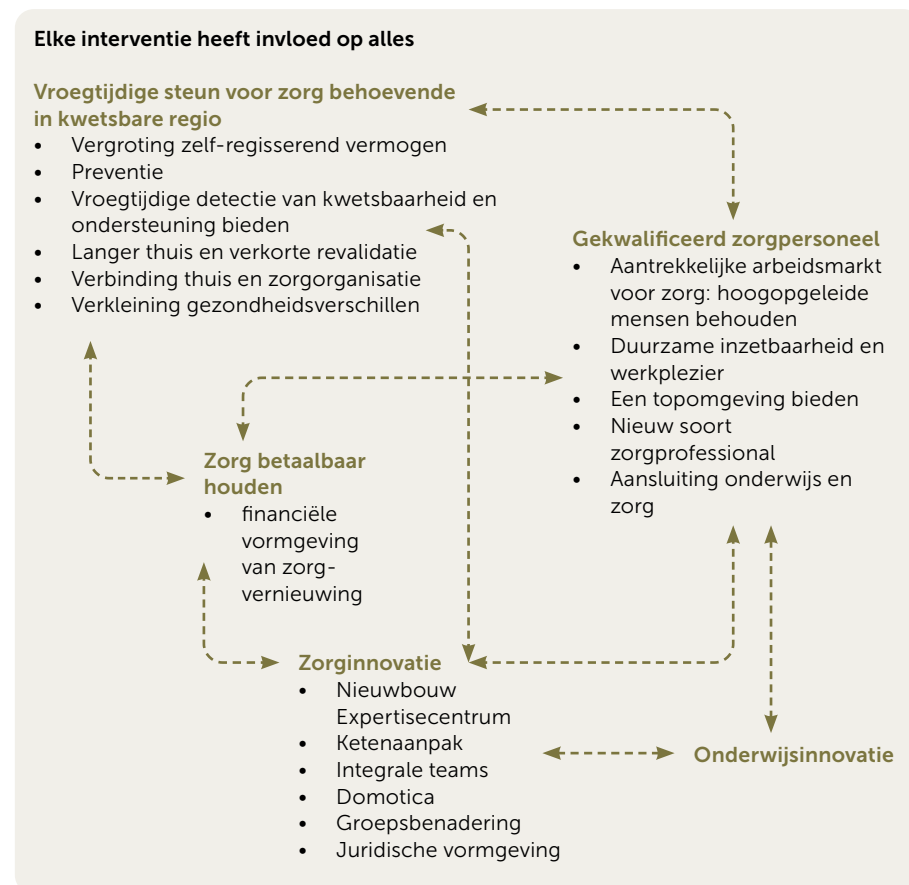 Elke interventie heeft invloed op alles
Vroegtijdige steun voor zorg behoevende
in kwetsbare regio
• Vergroting zelf-regisserend vermogen
• Preventie
• Vroegtijdige detectie van kwetsbaarheid en
ondersteuning bieden
• Langer thuis en verkorte revalidatie
• Verbinding thuis en zorgorganisatie
• Verkleining gezondheidsverschillen
Gekwalificeerd zorgpersoneel
• Aantrekkelijke arbeidsmarkt
voor zorg: hoogopgeleide
mensen behouden
• Duurzame inzetbaarheid en
werkplezier
• Een topomgeving bieden
• Nieuw soort
zorgprofessional
• Aansluiting onderwijs en
zorg
Zorg betaalbaar
houden
• financiële
vormgeving
van zorg-
vernieuwing
Zorginnovatie
• Nieuwbouw
Expertisecentrum
• Ketenaanpak
• Integrale teams
• Domotica
• Groepsbenadering
• Juridische vormgeving
Onderwijsinnovatie